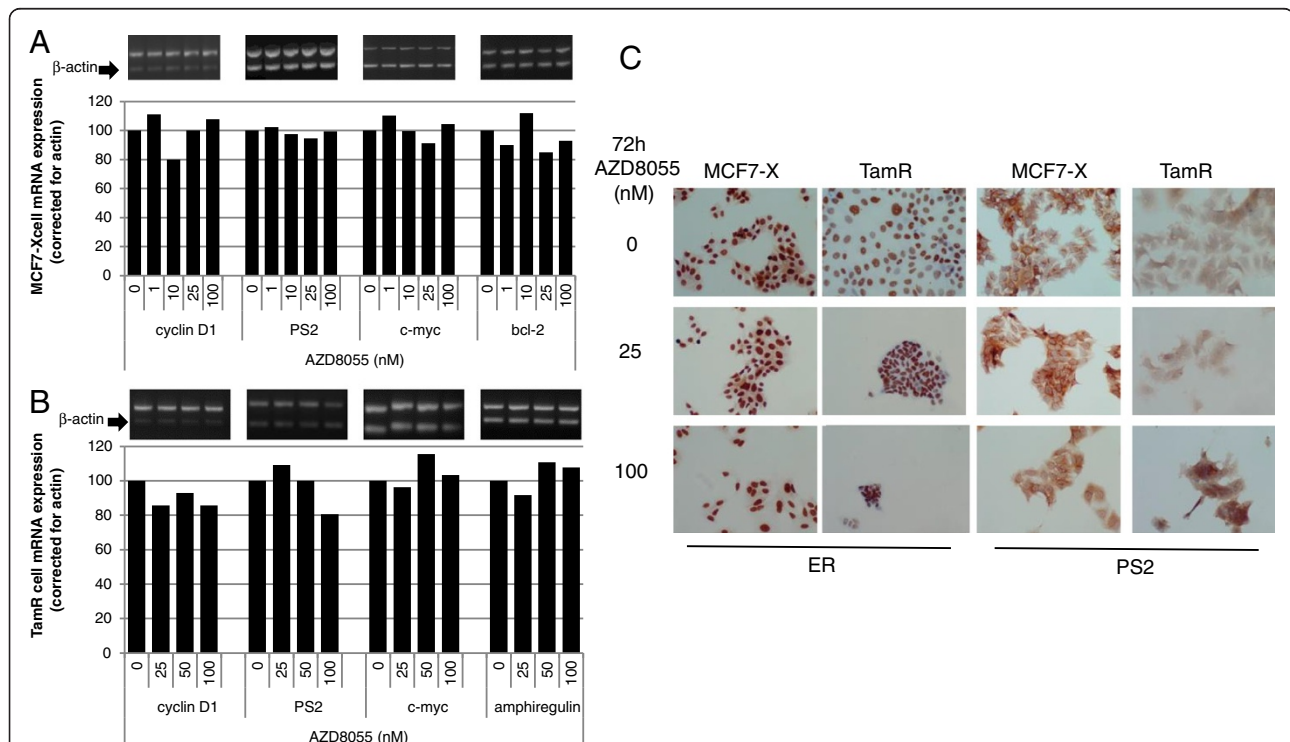 A
β-actin
MCF7-Xcell mRNA expression
(corrected for actin)
120
100
80
60
40
20
0
0 1 10 25 100 0 1 10 25 100 0 1 10 25 100 0 1 10 25 100
cyclin D1 PS2 c-myc bcl-2
AZD8055 (nM)
B
β-actin
TamR cell mRNA expression
(corrected for actin)
120
100
80
60
40
20
0
0 25 50 100 0 25 50 100 0 25 50 100 0 25 50 100
cyclin D1 PS2 c-myc amphiregulin
AZD8055 (nM)
C
72h
AZD8055
(nM)
MCF7-X TamR MCF7-X TamR
0
25
100
ER PS2